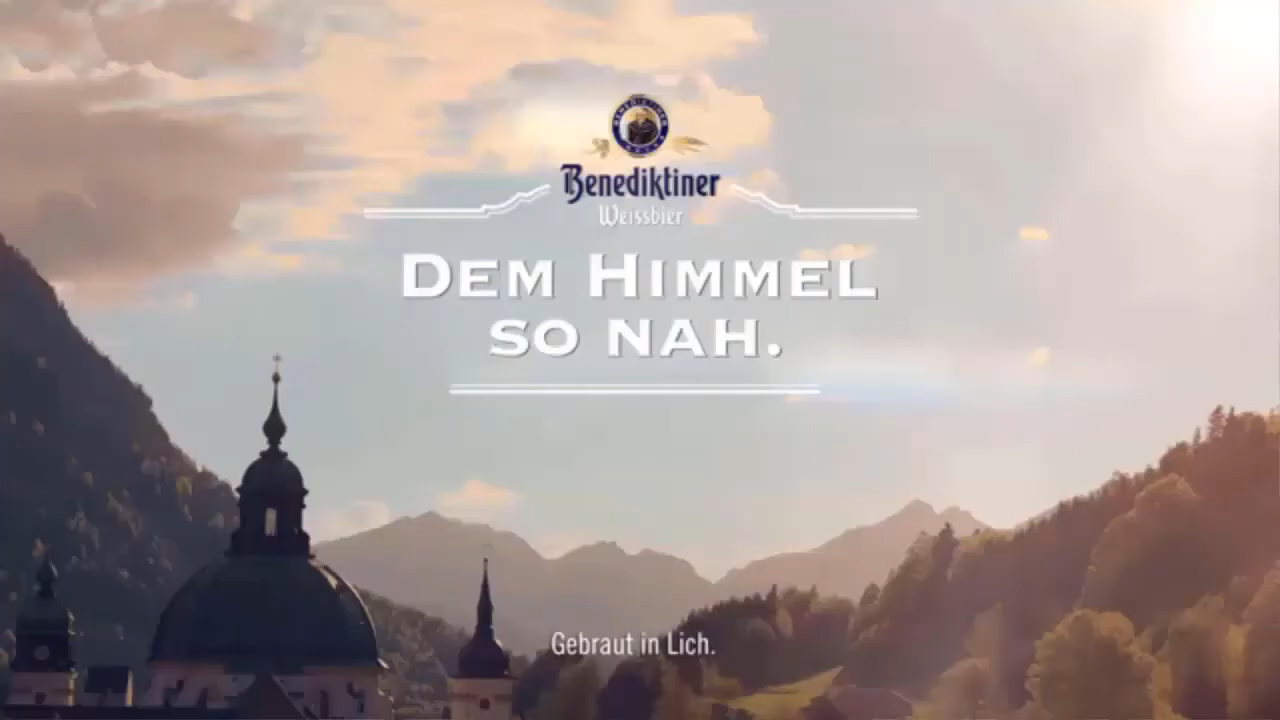 Benediktiner
Weissbier
DEM HIMMEL
SO NAH.
Gebraut in Lich.